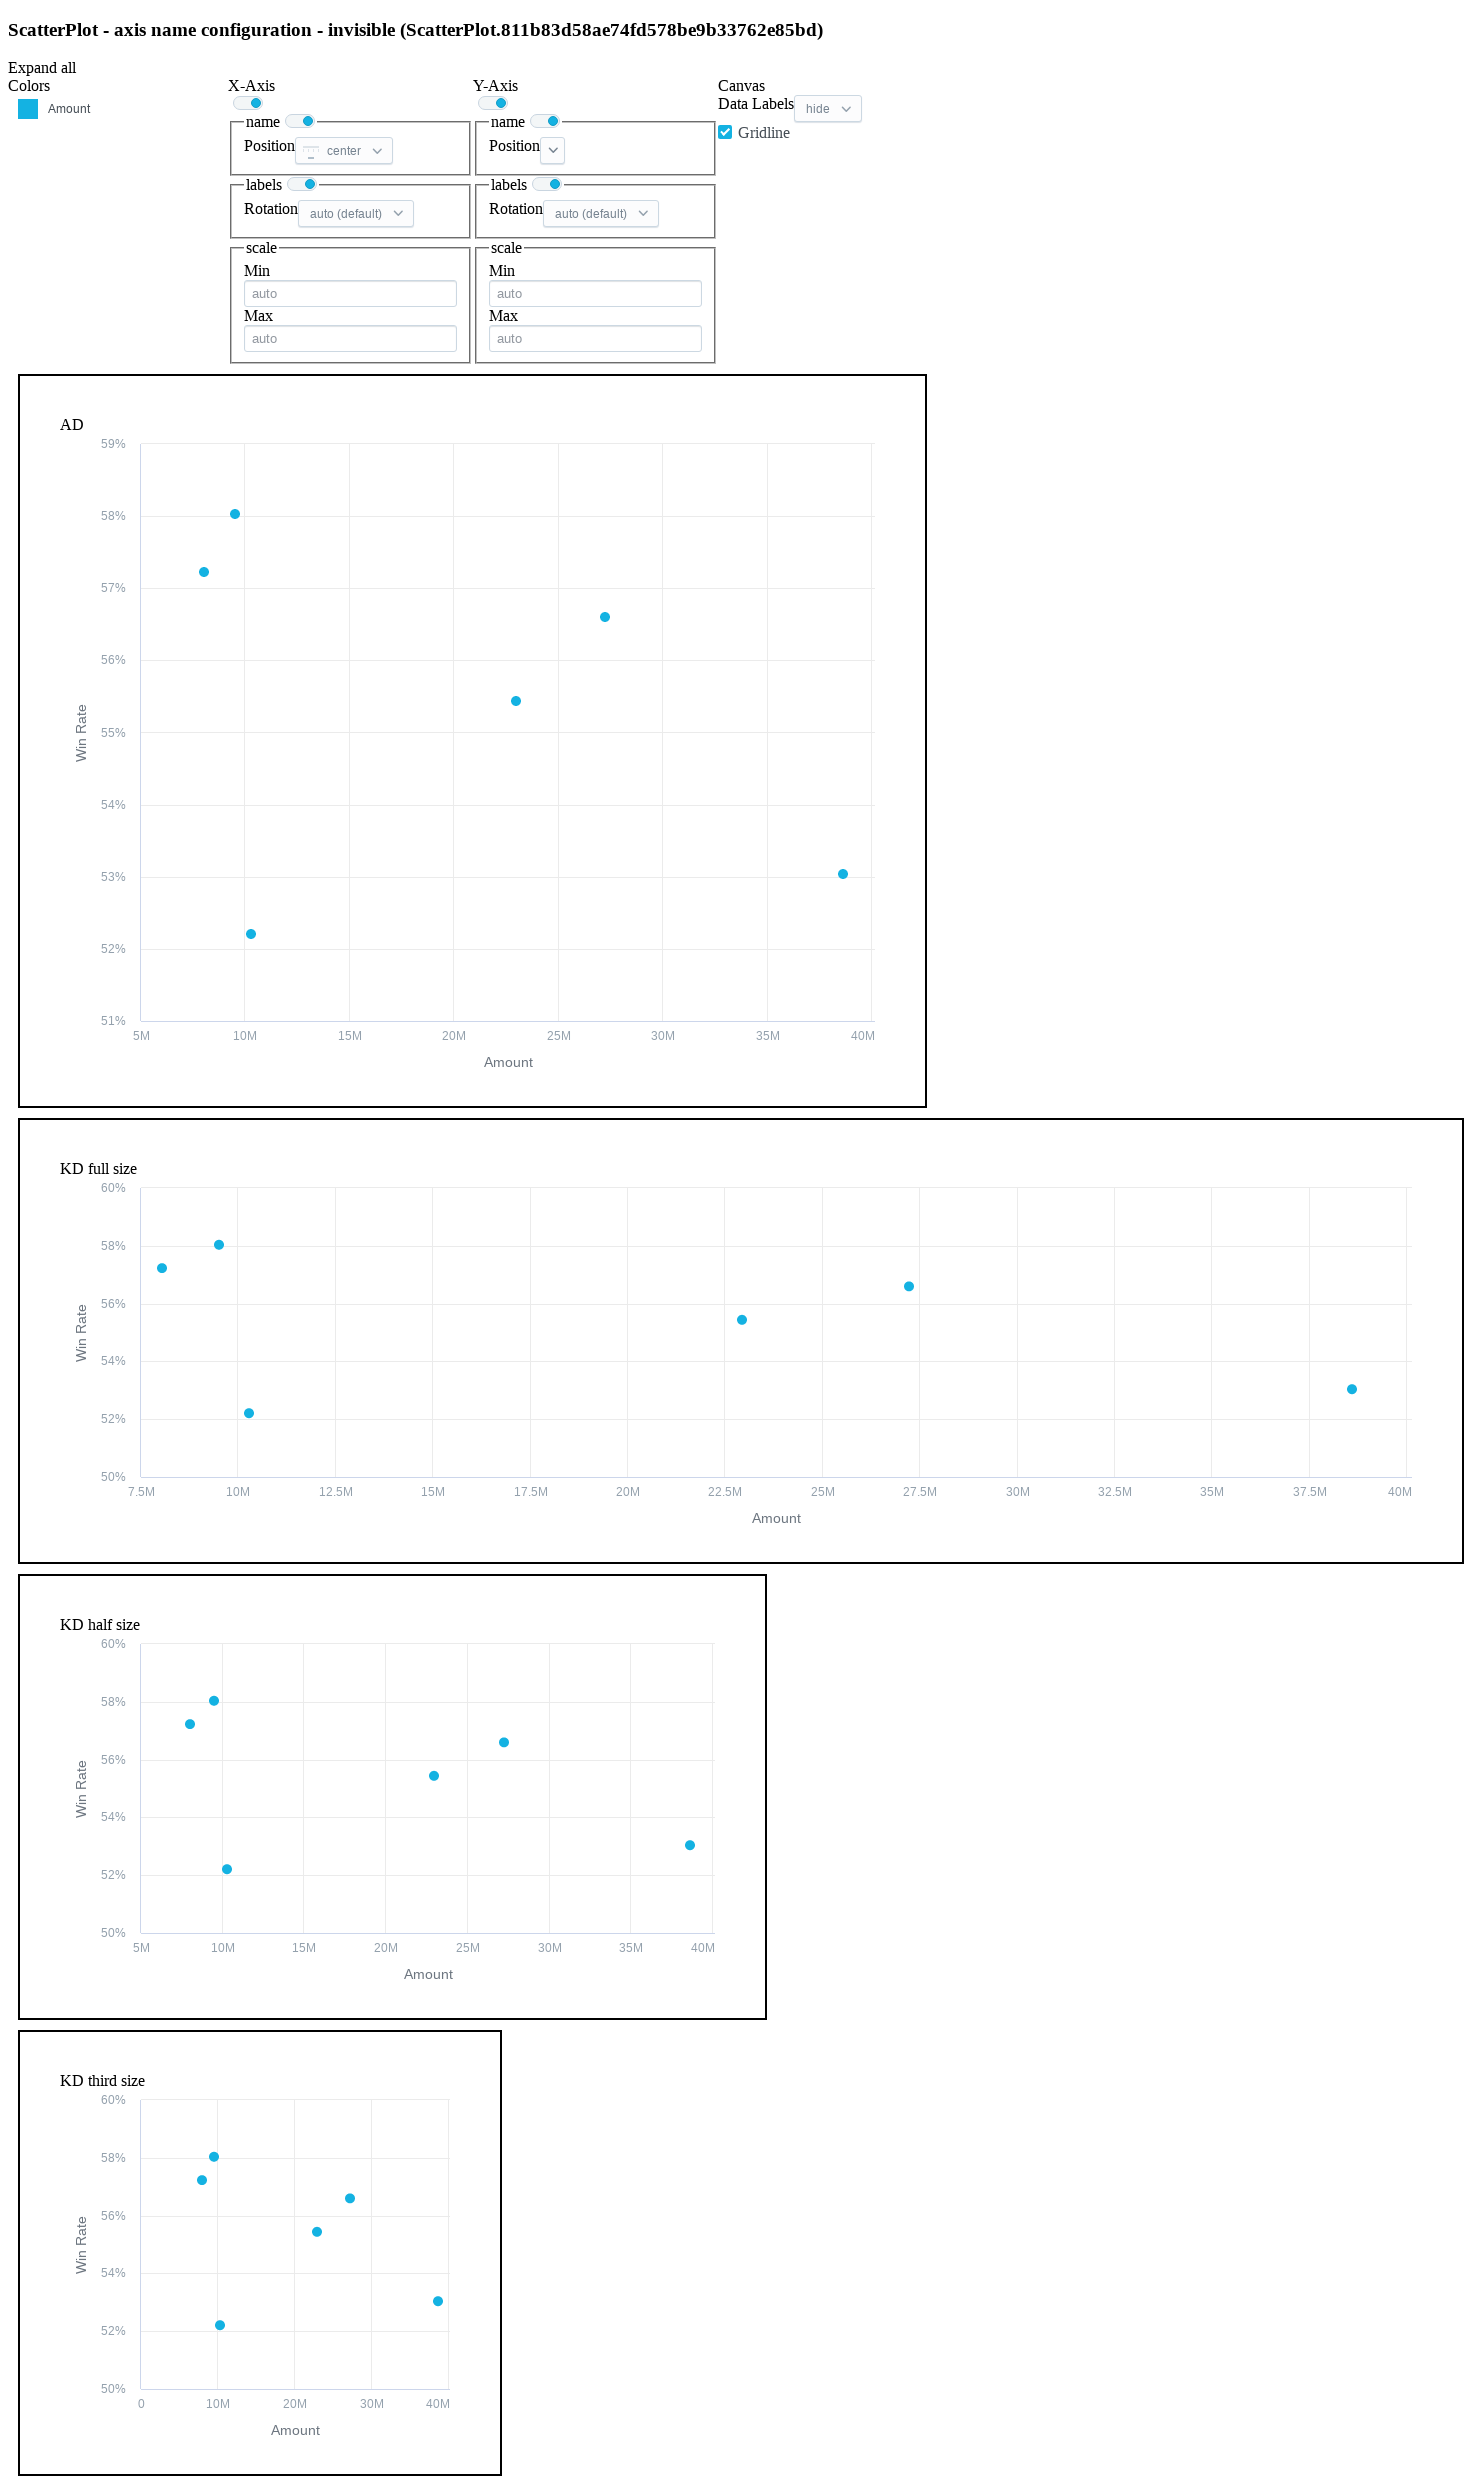 ScatterPlot - axis name configuration - invisible (ScatterPlot.811b83d58ae74fd578be9b33762e85bd)
Expand all
Colors
Amount
X-Axis
name
Position center
labels
Rotation auto (default)
scale
Min
auto
Max
auto
Y-Axis
name
Position
labels
Rotation auto (default)
scale
Min
auto
Max
auto
Canvas
Data Labels hide
Gridline
AD
59%
58%
57%
56%
55%
54%
53%
52%
51%
Win Rate
5M 10M 15M 20M 25M 30M 35M 40M
Amount
KD full size
60%
58%
56%
54%
52%
50%
Win Rate
7.5M 10M 12.5M 15M 17.5M 20M 22.5M 25M 27.5M 30M 32.5M 35M 37.5M 40M
Amount
KD half size
60%
58%
56%
54%
52%
50%
Win Rate
5M 10M 15M 20M 25M 30M 35M 40M
Amount
KD third size
60%
58%
56%
54%
52%
50%
Win Rate
0 10M 20M 30M 40M
Amount